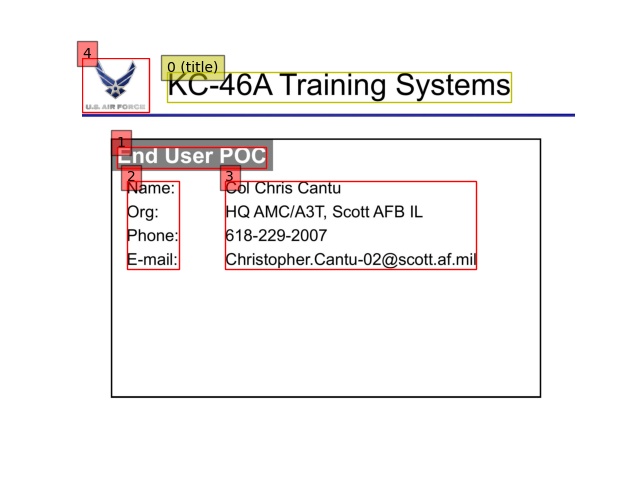 U.S. AIR FORCE
KC-46A Training Systems
End User POC
Name: Col Chris Cantu
Org: HQ AMC/A3T, Scott AFB IL
Phone: 618-229-2007
E-mail: Christopher.Cantu-02@scott.af.mil
4
0 (title)
1
2
3